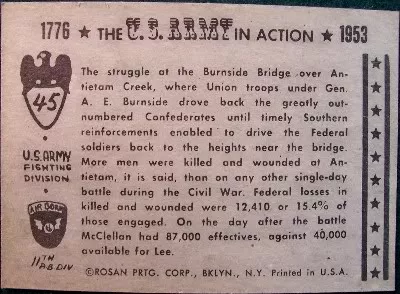 1776 ★ THE U.S. ARMY IN ACTION ★ 1953
45
U.S. ARMY
FIGHTING
DIVISION
AIR BORN
11
11TH
AB DIV
The struggle at the Burnside Bridge over An-
tietam Creek, where Union troops under Gen.
A. E. Burnside drove back the greatly out-
numbered Confederates until timely Southern
reinforcements enabled to drive the Federal
soldiers back to the heights near the bridge.
More men were killed and wounded at An-
tietam, it is said, than on any other single-day
battle during the Civil War. Federal losses in
killed and wounded were 12,410 or 15.4% of
those engaged. On the day after the battle
McClellan had 87,000 effectives, against 40,000
available for Lee.
©ROSAN PRTG. CORP., BKLYN., N.Y. Printed in U.S.A.